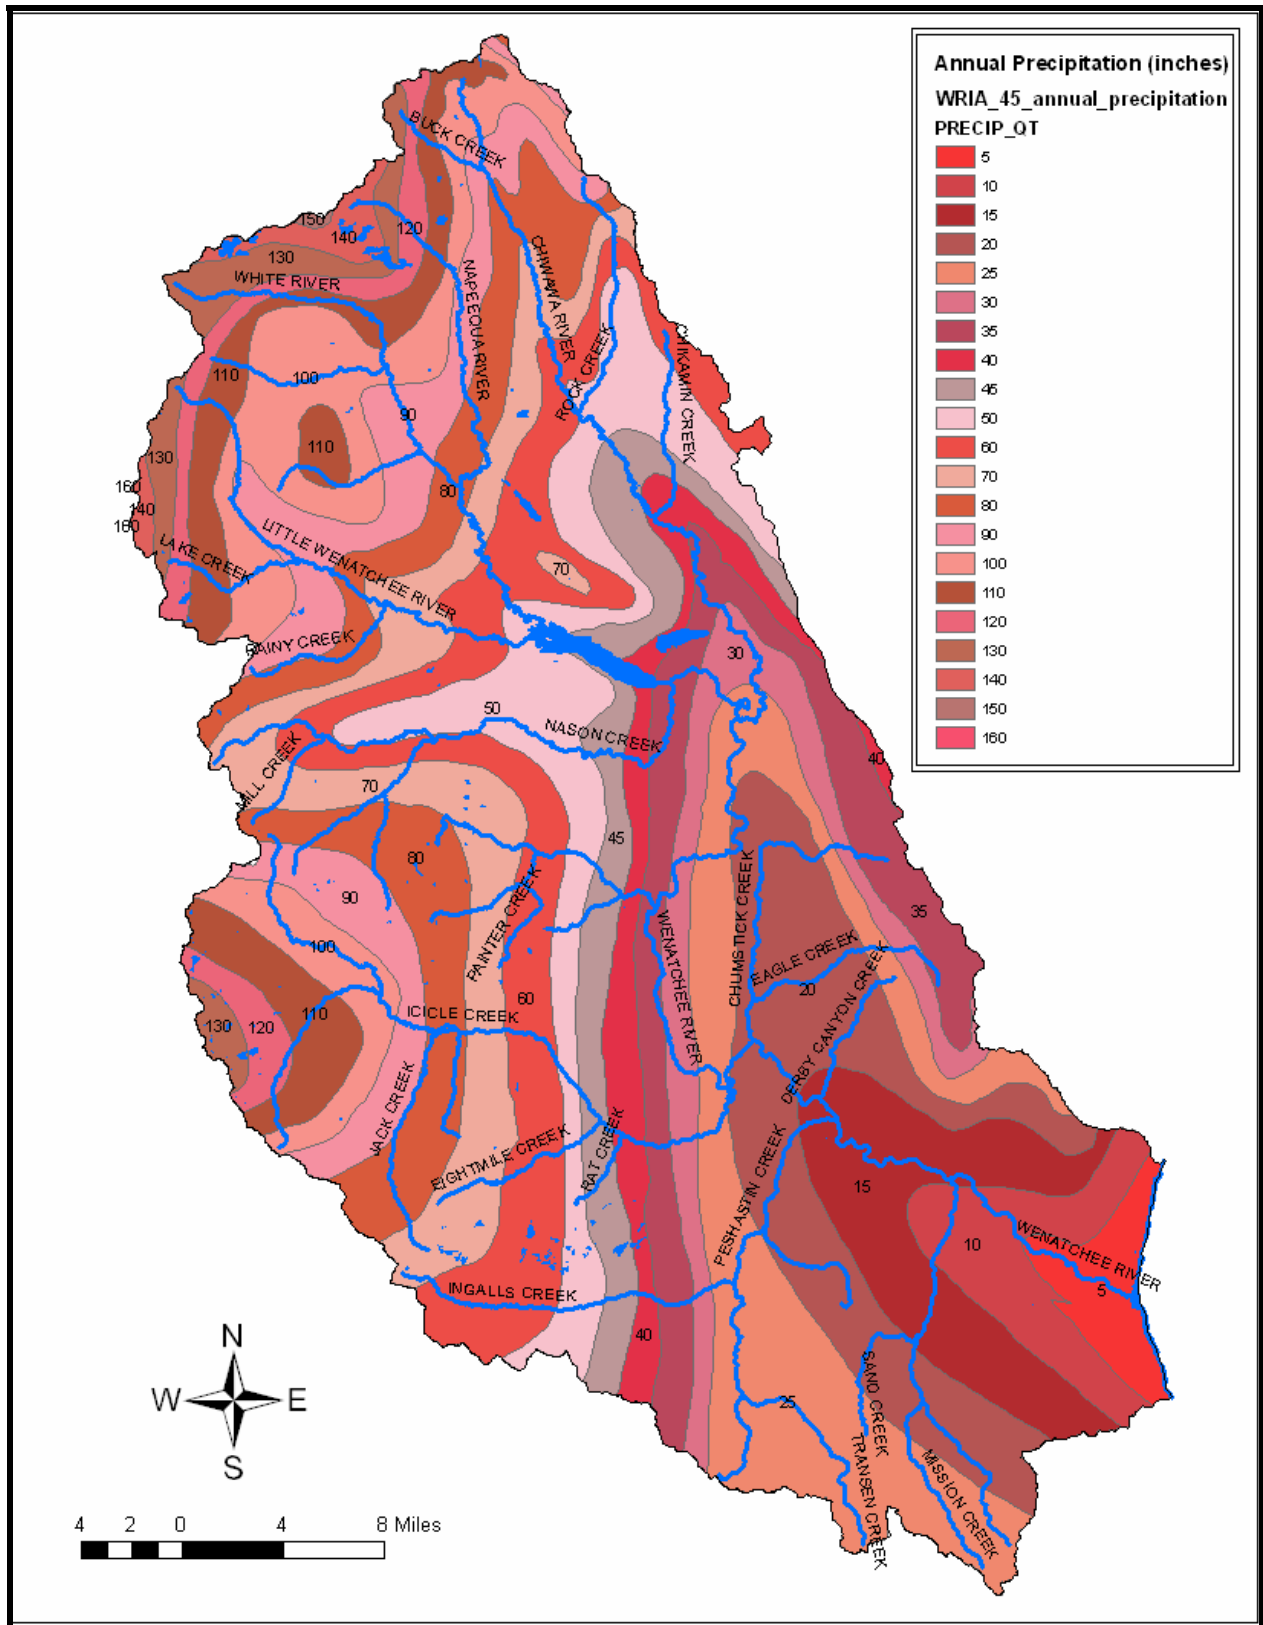 Annual Precipitation (inches)
WRIA_45_annual_precipitation
PRECIP_QT
5
10
15
20
25
30
35
40
45
50
60
70
80
90
100
110
120
130
140
150
160
BUCK CREEK
150
140
120
130
WHITE RIVER
NAPEEQUA RIVER
CHIWAWA RIVER
ROCK CREEK
CHIKAMIN CREEK
110
100
90
110
130
160
140
160
80
LAKE CREEK
LITTLE WENATCHEE RIVER
70
RAINY CREEK
30
50
NASON CREEK
MILL CREEK
70
40
45
80
90
PAINTER CREEK
WENATCHEE RIVER
CHUMSTICK CREEK
EAGLE CREEK
35
100
20
DERBY CANYON CREEK
60
130
120
110
ICICLE CREEK
JACK CREEK
EIGHTMILE CREEK
RAT CREEK
PESHASTIN CREEK
15
10
WENATCHEE RIVER
5
INGALLS CREEK
40
25
SAND CREEK
TRANSEN CREEK
MISSION CREEK
N
W E
S
4 2 0 4 8 Miles